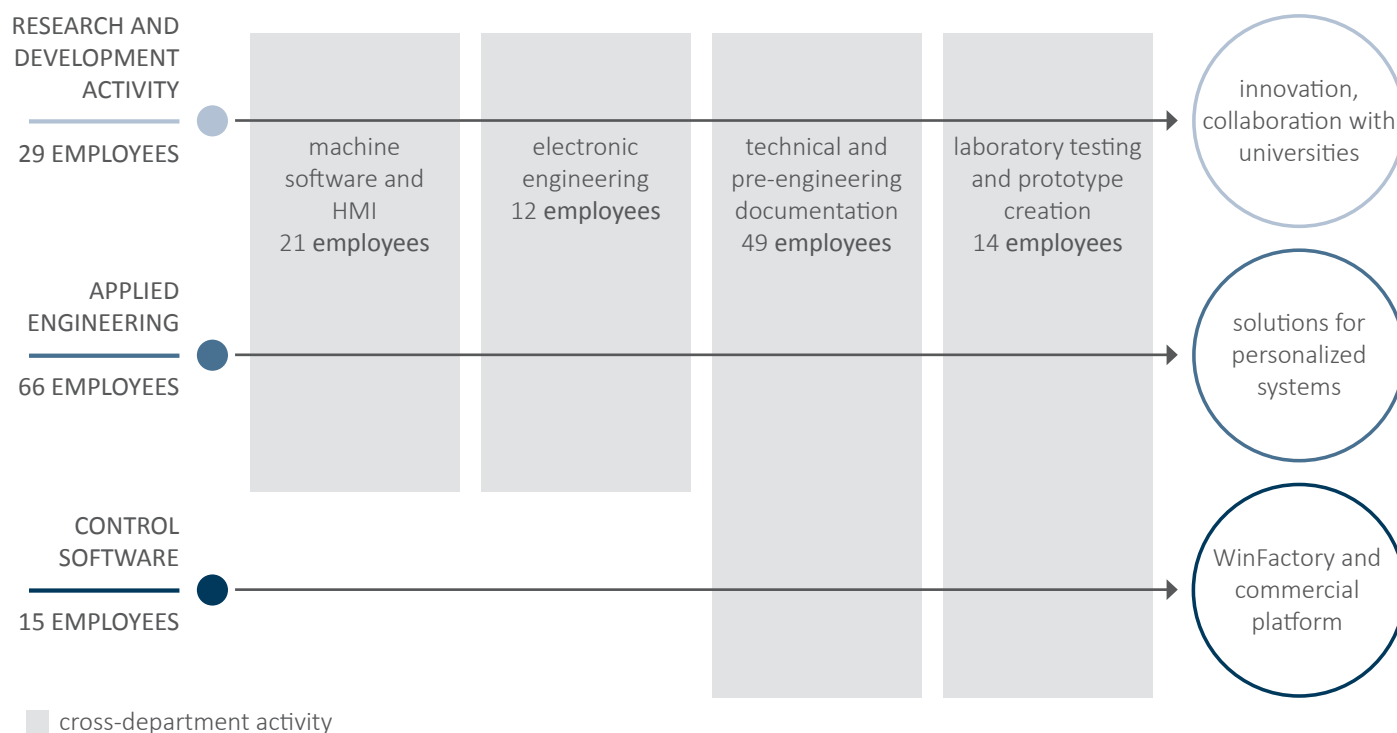 RESEARCH AND
DEVELOPMENT
ACTIVITY
29 EMPLOYEES
machine
software and
HMI
21 employees
electronic
engineering
12 employees
technical and
pre-engineering
documentation
49 employees
laboratory testing
and prototype
creation
14 employees
innovation,
collaboration with
universities
APPLIED
ENGINEERING
66 EMPLOYEES
solutions for
personalized
systems
CONTROL
SOFTWARE
15 EMPLOYEES
WinFactory and
commercial
platform
cross-department activity